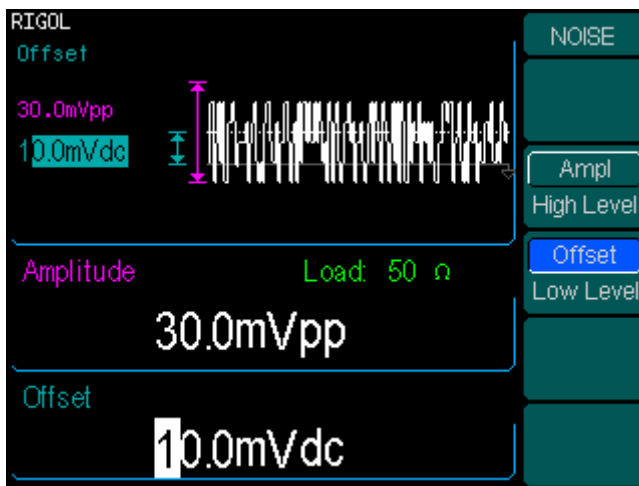 RIGOL
Offset
30.0mVpp
10.0mVdc
Amplitude
Load: 50 Ω
30.0mVpp
Offset
10.0mVdc
NOISE
Ampl
High Level
Offset
Low Level